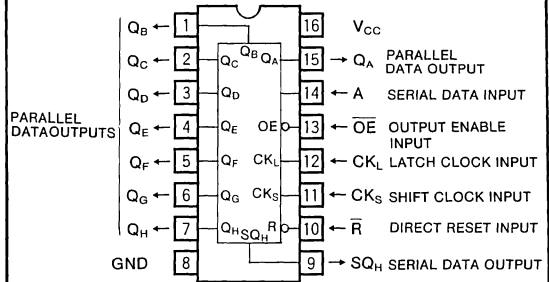 QB ← 1 16 VCC
QC ← 2 QC QB QA 15 → QA PARALLEL DATA OUTPUT
QD ← 3 QD 14 ← A SERIAL DATA INPUT
PARALLEL DATAOUTPUTS
QE ← 4 QE OE 13 ← O̅E̅ OUTPUT ENABLE INPUT
QF ← 5 QF CKL 12 ← CKL LATCH CLOCK INPUT
QG ← 6 QG CKS 11 ← CKS SHIFT CLOCK INPUT
QH ← 7 QH SQH R 10 ← R̅ DIRECT RESET INPUT
GND 8 9 → SQH SERIAL DATA OUTPUT